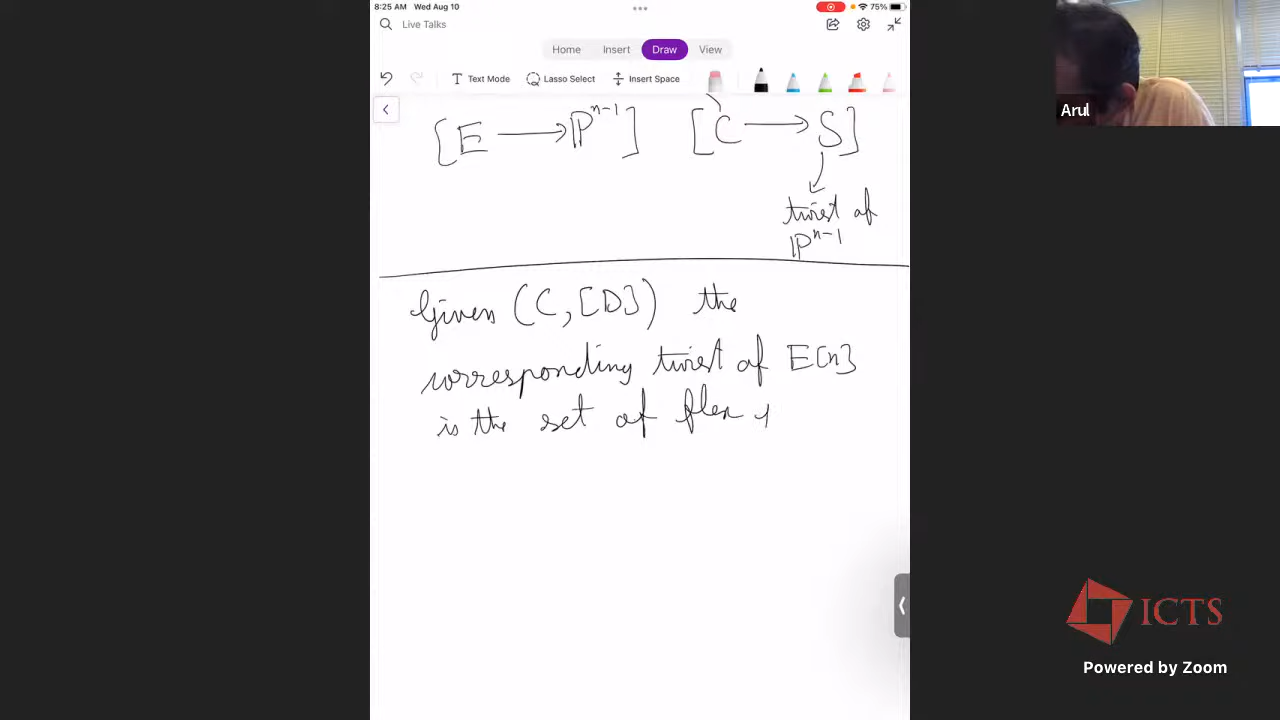 8:25 AM Wed Aug 10
75%
Live Talks
Home Insert Draw View
Text Mode Lasso Select Insert Space
[E ⟶ ℙ^{n-1}] [C ⟶ S]
twist of
ℙ^{n-1}
Given (C, [D]) the
corresponding twist of E[n]
is the set of flex
Arul
ICTS
Powered by Zoom